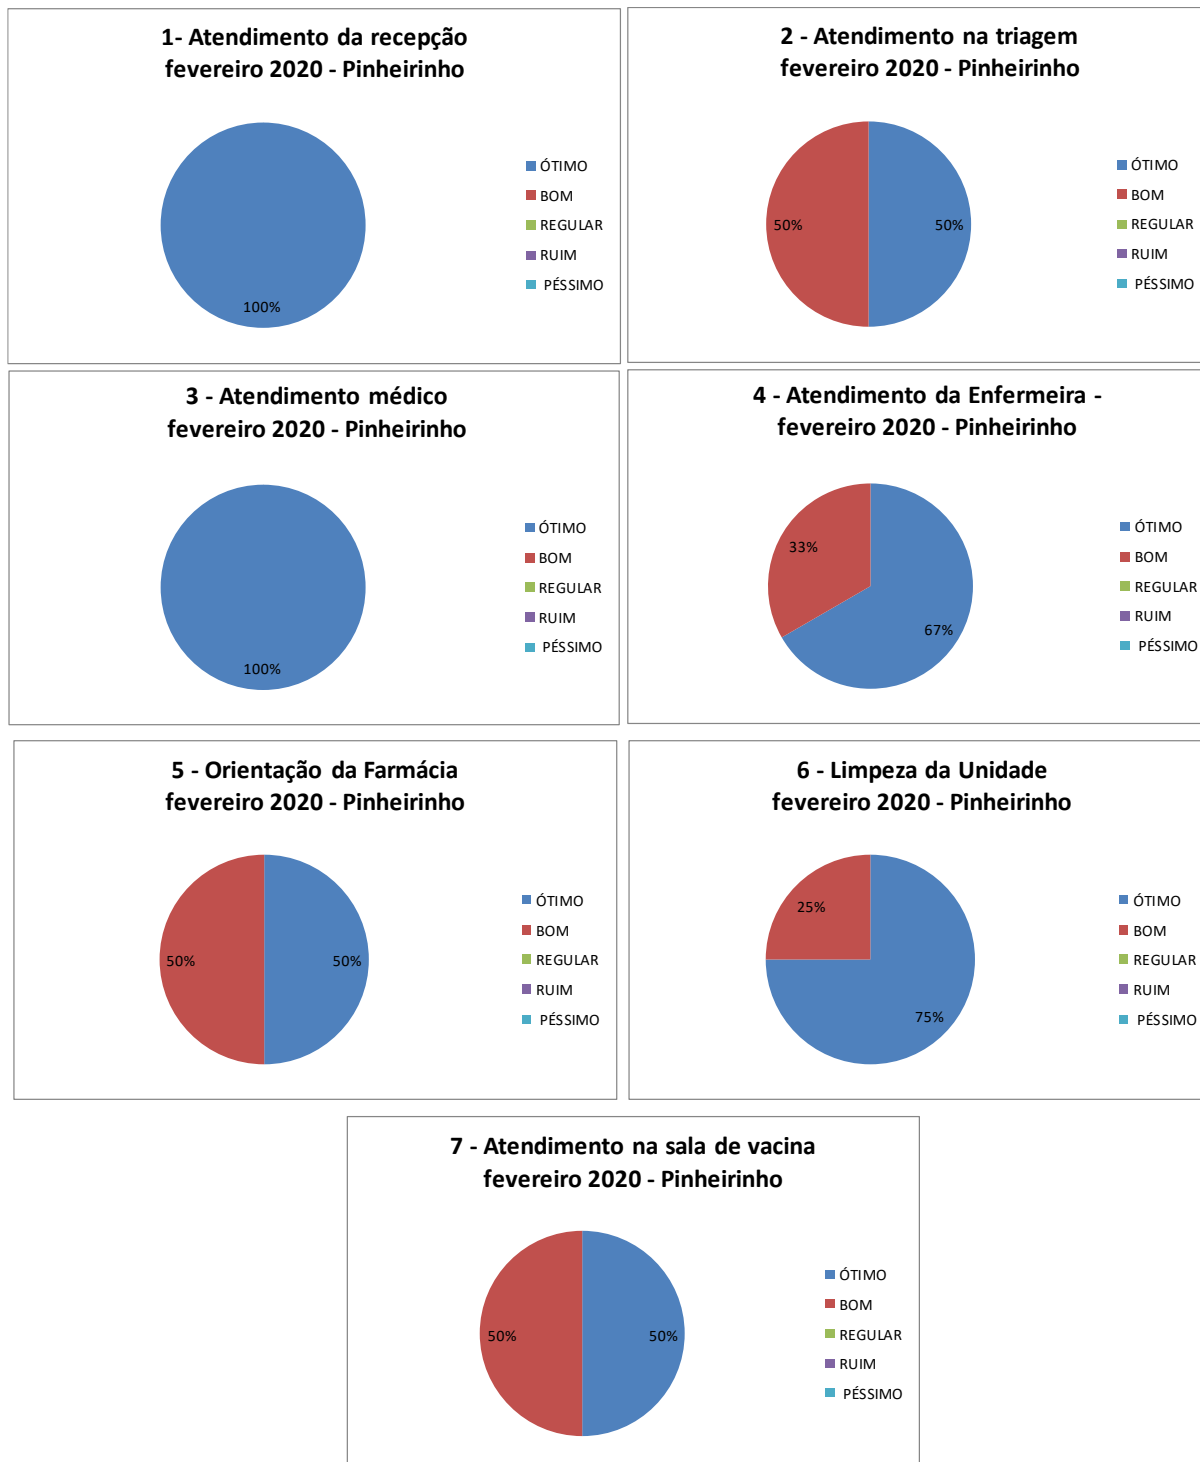 1- Atendimento da recepção
fevereiro 2020 - Pinheirinho
100%
ÓTIMO
BOM
REGULAR
RUIM
PÉSSIMO
2 - Atendimento na triagem
fevereiro 2020 - Pinheirinho
50%
50%
ÓTIMO
BOM
REGULAR
RUIM
PÉSSIMO
3 - Atendimento médico
fevereiro 2020 - Pinheirinho
100%
ÓTIMO
BOM
REGULAR
RUIM
PÉSSIMO
4 - Atendimento da Enfermeira -
fevereiro 2020 - Pinheirinho
33%
67%
ÓTIMO
BOM
REGULAR
RUIM
PÉSSIMO
5 - Orientação da Farmácia
fevereiro 2020 - Pinheirinho
50%
50%
ÓTIMO
BOM
REGULAR
RUIM
PÉSSIMO
6 - Limpeza da Unidade
fevereiro 2020 - Pinheirinho
25%
75%
ÓTIMO
BOM
REGULAR
RUIM
PÉSSIMO
7 - Atendimento na sala de vacina
fevereiro 2020 - Pinheirinho
50%
50%
ÓTIMO
BOM
REGULAR
RUIM
PÉSSIMO